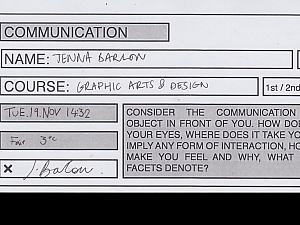 COMMUNICATION
NAME: JENNA BARLOW
COURSE: GRAPHIC ARTS & DESIGN
1st / 2nd
TUE. 19. NOV 1432
3°C
X J. Barlow.
CONSIDER THE COMMUNICATION
OBJECT IN FRONT OF YOU. HOW DOE
YOUR EYES, WHERE DOES IT TAKE YO
IMPLY ANY FORM OF INTERACTION, HO
MAKE YOU FEEL AND WHY, WHAT
FACETS DENOTE?